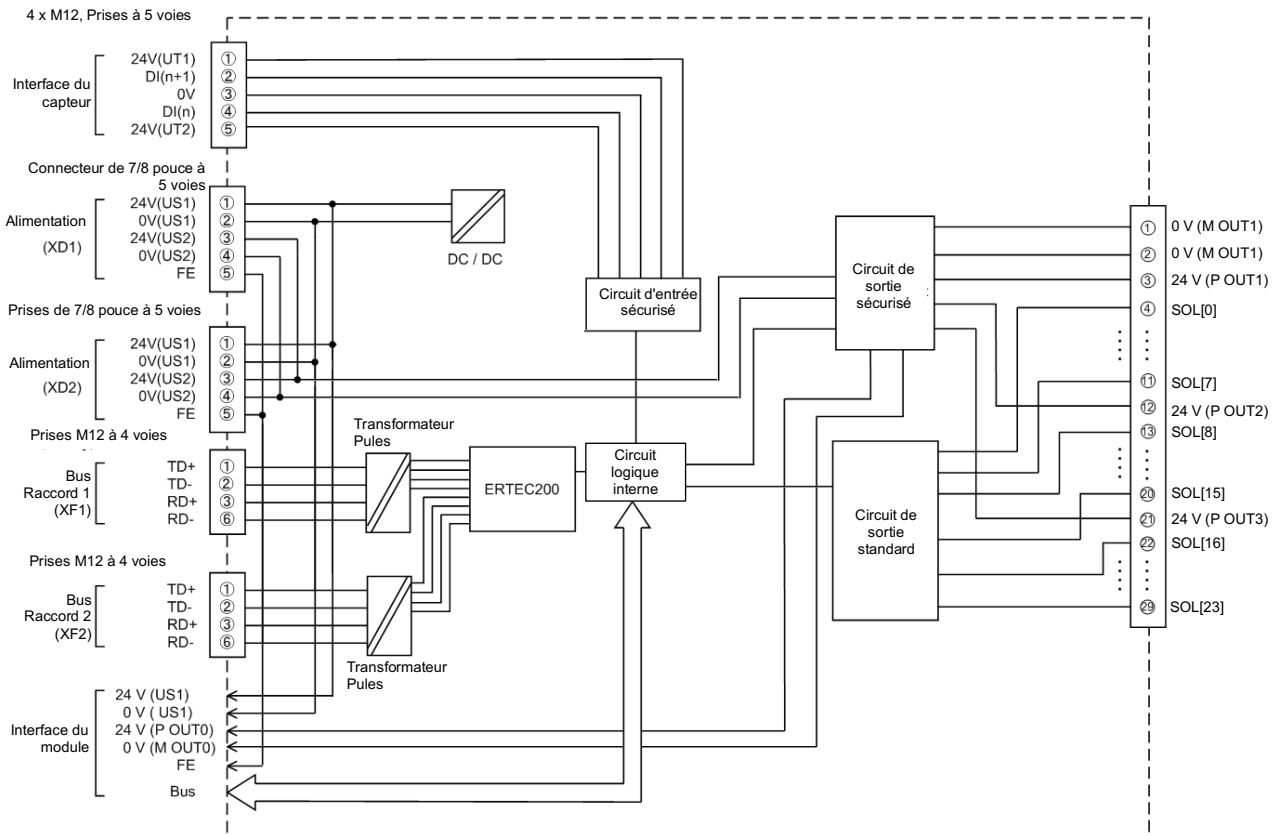 4 x M12, Prises à 5 voies
Interface du
capteur
24V(UT1) ①
DI(n+1) ②
0V ③
DI(n) ④
24V(UT2) ⑤
Connecteur de 7/8 pouce à
5 voies
Alimentation
(XD1)
24V(US1) ①
0V(US1) ②
24V(US2) ③
0V(US2) ④
FE ⑤
DC / DC
Prises de 7/8 pouce à 5 voies
Alimentation
(XD2)
24V(US1) ①
0V(US1) ②
24V(US2) ③
0V(US2) ④
FE ⑤
Prises M12 à 4 voies
Bus
Raccord 1
(XF1)
TD+ ①
TD- ②
RD+ ③
RD- ⑥
Transformateur
Pules
Prises M12 à 4 voies
Bus
Raccord 2
(XF2)
TD+ ①
TD- ②
RD+ ③
RD- ⑥
Transformateur
Pules
Interface du
module
24 V (US1)
0 V ( US1)
24 V (P OUT0)
0 V (M OUT0)
FE
Bus
ERTEC200
Circuit d'entrée
sécurisé
Circuit
logique
interne
Circuit de
sortie
sécurisé
Circuit de
sortie
standard
① 0 V (M OUT1)
② 0 V (M OUT1)
③ 24 V (P OUT1)
④ SOL[0]
⑪ SOL[7]
⑫ 24 V (P OUT2)
⑬ SOL[8]
⑳ SOL[15]
㉑ 24 V (P OUT3)
㉒ SOL[16]
㉙ SOL[23]